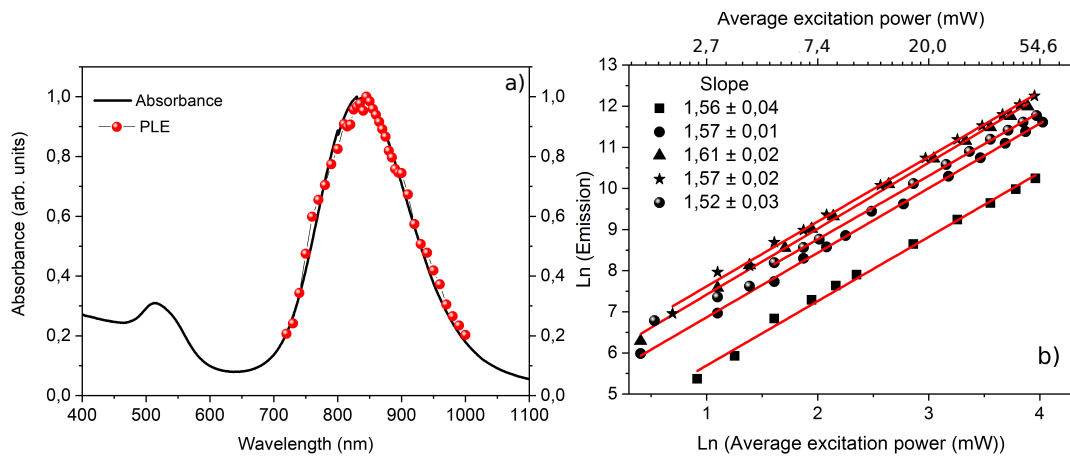 a)
Absorbance
PLE
Absorbance (arb. units)
1,0
0,8
0,6
0,4
0,2
0,0
1,0
0,8
0,6
0,4
0,2
0,0
400 500 600 700 800 900 1000 1100
Wavelength (nm)
Average excitation power (mW)
2,7 7,4 20,0 54,6
Ln (Emission)
13
12
11
10
9
8
7
6
5
Slope
1,56 ± 0,04
1,57 ± 0,01
1,61 ± 0,02
1,57 ± 0,02
1,52 ± 0,03
b)
1 2 3 4
Ln (Average excitation power (mW))